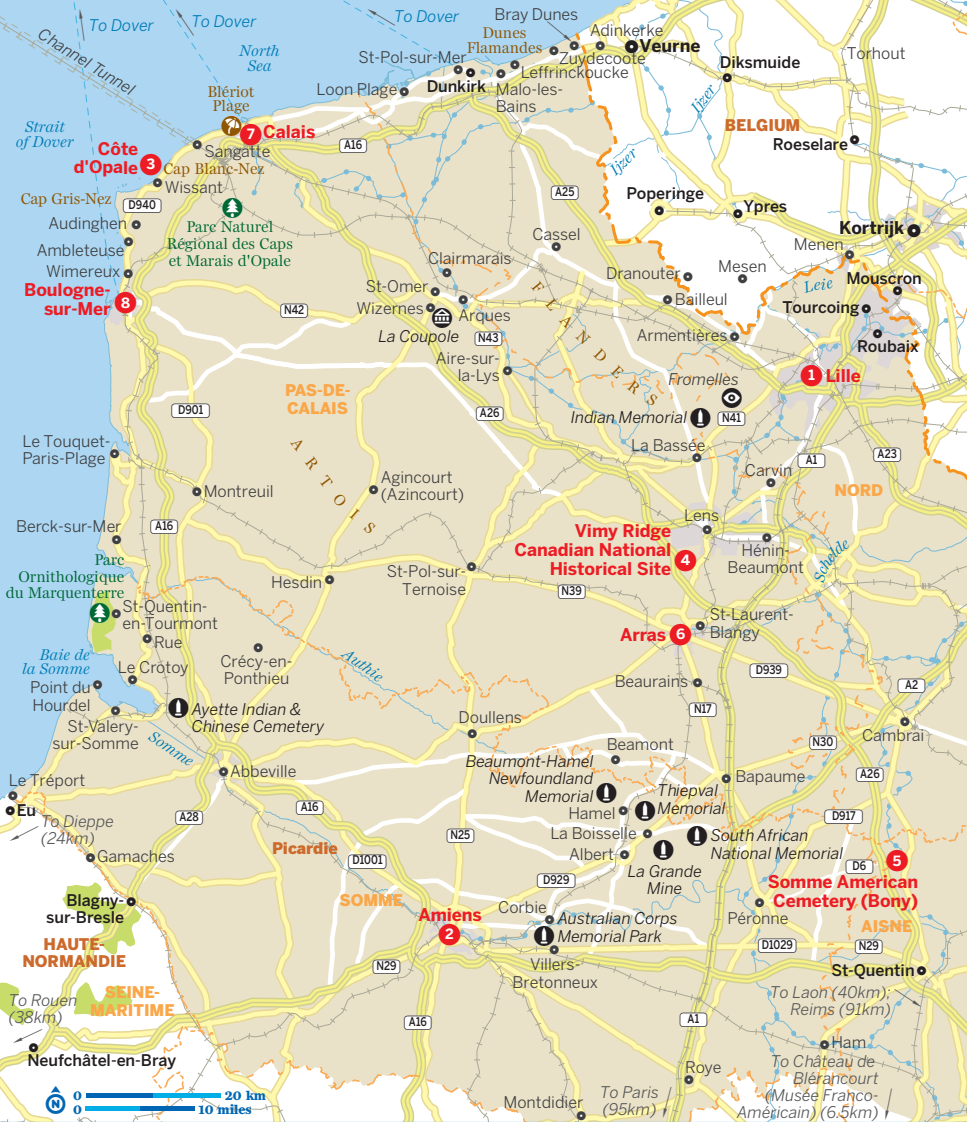 To Dover
To Dover
To Dover
Bray Dunes
Adinkerke
Veurne
Dunes
Flamandes
Zuydecoote
Torhout
Channel Tunnel
North
Sea
St-Pol-sur-Mer
Leffrinckoucke
Diksmuide
Loon Plage
Dunkirk
Malo-les-
Bains
Blériot
Plage
Ijzer
BELGIUM
Strait
of Dover
7 Calais
A16
Roeselare
Côte
d'Opale 3
Sangatte
Cap Blanc-Nez
Ijzer
Wissant
A25
Poperinge
Ypres
Cap Gris-Nez
D940
Audinghen
Parc Naturel
Régional des Caps
et Marais d'Opale
Cassel
Kortrijk
Menen
Ambleteuse
Clairmarais
Wimereux
Dranouter
Mesen
Mouscron
Boulogne-
sur-Mer 8
St-Omer
Leie
Bailleul
Tourcoing
N42
Wizernes
Arques
FLANDERS
La Coupole
N43
Armentières
Roubaix
Aire-sur-
la-Lys
Fromelles
1 Lille
PAS-DE-
CALAIS
D901
A26
Indian Memorial
N41
Le Touquet-
Paris-Plage
ARTOIS
La Bassée
A1
A23
Carvin
Agincourt
(Azincourt)
Montreuil
NORD
Berck-sur-Mer
A16
Lens
Vimy Ridge
Canadian National
Historical Site 4
Hénin-
Beaumont
Schelde
Parc
Ornithologique
du Marquenterre
Hesdin
St-Pol-sur-
Ternoise
N39
St-Quentin-
en-Tourmont
St-Laurent-
Blangy
Arras 6
Rue
Baie de
la Somme
Crécy-en-
Ponthieu
Authie
D939
Le Crotoy
Point du
Hourdel
Beaurains
A2
Ayette Indian &
Chinese Cemetery
N17
St-Valery-
sur-Somme
Doullens
Cambrai
Somme
Beamont
N30
Beaumont-Hamel
Newfoundland
Memorial
Abbeville
Bapaume
A26
Le Tréport
Thiepval
Memorial
Eu
A28
A16
Hamel
D917
To Dieppe
(24km)
N25
La Boisselle
South African
National Memorial
Picardie
Gamaches
Albert
D1001
La Grande
Mine
D6
5
Somme American
Cemetery (Bony)
D929
Blagny-
sur-Bresle
SOMME
Corbie
Amiens
2
Australian Corps
Memorial Park
Péronne
AISNE
HAUTE-
NORMANDIE
D1029
N29
N29
Villers-
Bretonneux
St-Quentin
SEINE-
MARITIME
To Rouen
(38km)
To Laon (40km);
Reims (91km)
A16
A1
Neufchâtel-en-Bray
Ham
Roye
To Château de
Blérancourt
(Musée Franco-
Américain) (6.5km)
N
0 20 km
0 10 miles
Montdidier
To Paris
(95km)